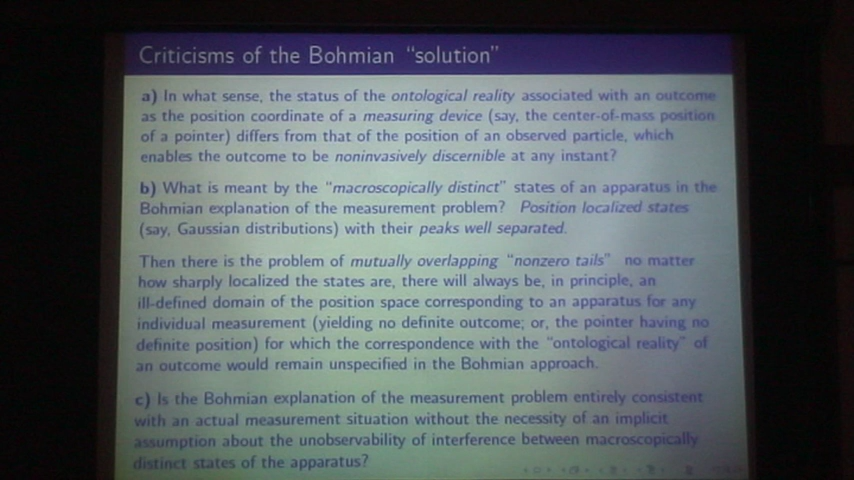 Criticisms of the Bohmian “solution”
a) In what sense, the status of the ontological reality associated with an outcome
as the position coordinate of a measuring device (say, the center-of-mass position
of a pointer) differs from that of the position of an observed particle, which
enables the outcome to be noninvasively discernible at any instant?
b) What is meant by the “macroscopically distinct” states of an apparatus in the
Bohmian explanation of the measurement problem? Position localized states
(say, Gaussian distributions) with their peaks well separated.
Then there is the problem of mutually overlapping “nonzero tails” no matter
how sharply localized the states are, there will always be, in principle, an
ill-defined domain of the position space corresponding to an apparatus for any
individual measurement (yielding no definite outcome; or, the pointer having no
definite position) for which the correspondence with the “ontological reality” of
an outcome would remain unspecified in the Bohmian approach.
c) Is the Bohmian explanation of the measurement problem entirely consistent
with an actual measurement situation without the necessity of an implicit
assumption about the unobservability of interference between macroscopically
distinct states of the apparatus?